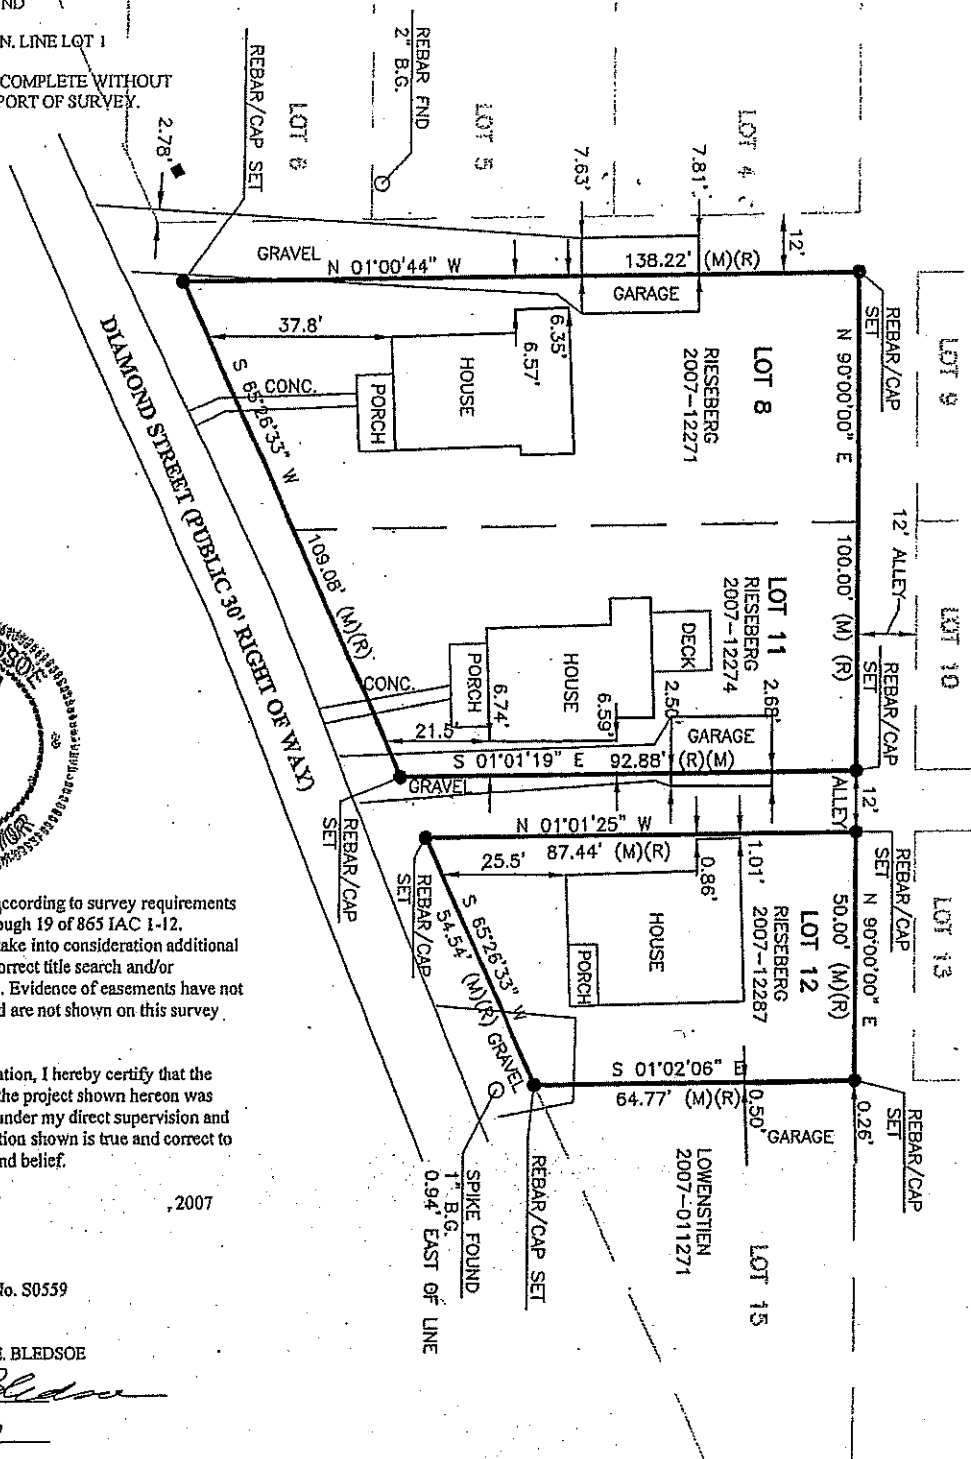 ND
N. LINE LOT 1
COMPLETE WITHOUT
PORT OF SURVEY.
REBAR FND
2" B.G.
REBAR/CAP SET
LOT 6
LOT 5
LOT 4
2.78'
7.63'
7.81'
12'
GRAVEL
N 01°00'44" W
138.22' (M)(R)
GARAGE
REBAR/CAP
SET
LOT 9
37.8'
6.35'
6.57'
HOUSE
PORCH
CONC.
LOT 8
RIESEBERG
2007-12271
N 90°00'00" E
100.00' (M) (R)
12' ALLEY
S 65°26'33" W
109.08' (M)(R)
DIAMOND STREET (PUBLIC 30' RIGHT OF WAY)
LOT 11
RIESEBERG
2007-12274
LOT 10
DECK
HOUSE
PORCH
CONC.
6.74'
6.59'
2.50'
2.68'
GARAGE
21.5'
S 01°01'19" E 92.88' (R)(M)
GRAVEL
REBAR/CAP
SET
REBAR/CAP
SET
12'
ALLEY
N 01°01'25" W
87.44' (M)(R)
25.5'
0.86'
1.01'
REBAR/CAP
SET
REBAR/CAP
SET
LOT 13
HOUSE
PORCH
LOT 12
RIESEBERG
2007-12287
N 90°00'00" E
50.00' (M)(R)
S 65°26'33" W
54.54' (M)(R)
GRAVEL
S 01°02'06" E
64.77' (M)(R)
0.50'
GARAGE
0.26'
REBAR/CAP
SET
REBAR/CAP SET
SPIKE FOUND
1" B.G.
0.94' EAST OF LINE
LOWENSTIEN
2007-011271
LOT 15
according to survey requirements
ough 19 of 865 IAC 1-12.
take into consideration additional
orrect title search and/or
. Evidence of easements have not
d are not shown on this survey
ation, I hereby certify that the
the project shown hereon was
under my direct supervision and
tion shown is true and correct to
nd belief.
, 2007
No. S0559
E. BLEDSOE
Bledsoe